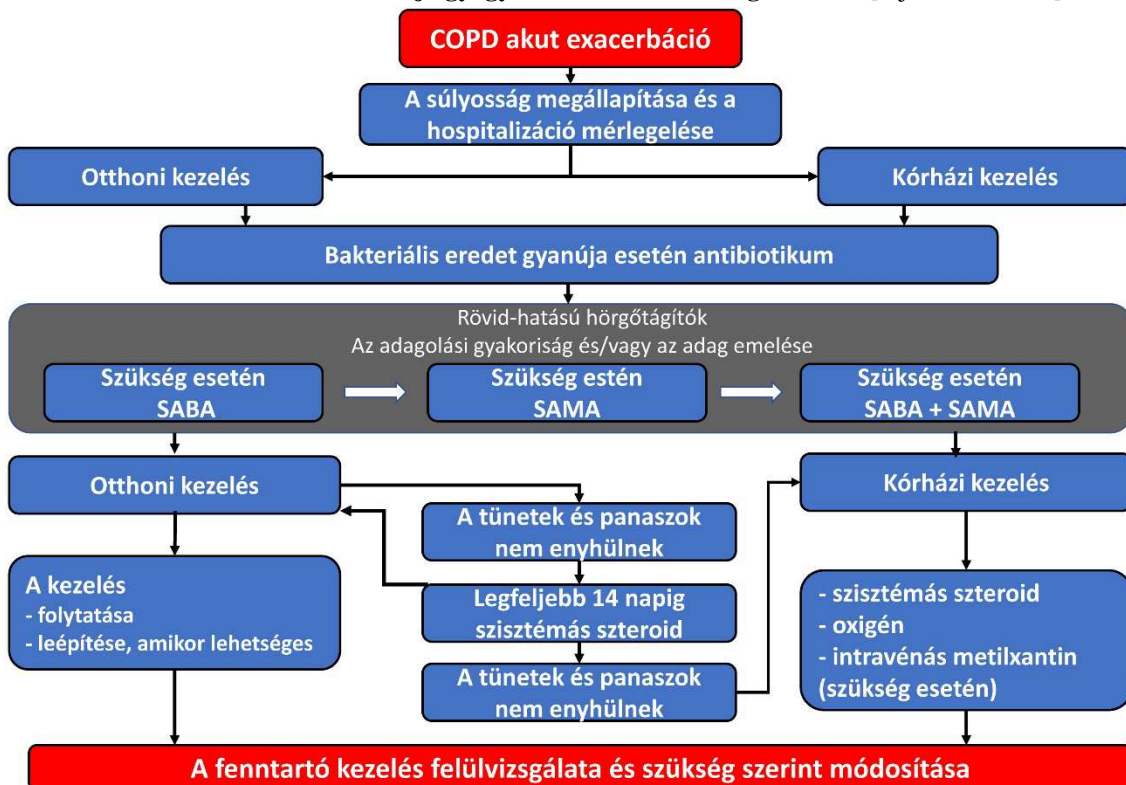 COPD akut exacerbáció
A súlyosság megállapítása és a
hospitalizáció mérlegelése
Otthoni kezelés
Kórházi kezelés
Bakteriális eredet gyanúja esetén antibiotikum
Rövid-hatású hörgőtágítók
Az adagolási gyakoriság és/vagy az adag emelése
Szükség esetén
SABA
Szükség estén
SAMA
Szükség esetén
SABA + SAMA
Otthoni kezelés
Kórházi kezelés
A tünetek és panaszok
nem enyhülnek
A kezelés
- folytatása
- leépítése, amikor lehetséges
Legfeljebb 14 napig
szisztémás szteroid
A tünetek és panaszok
nem enyhülnek
- szisztémás szteroid
- oxigén
- intravénás metilxantin
(szükség esetén)
A fenntartó kezelés felülvizsgálata és szükség szerint módosítása